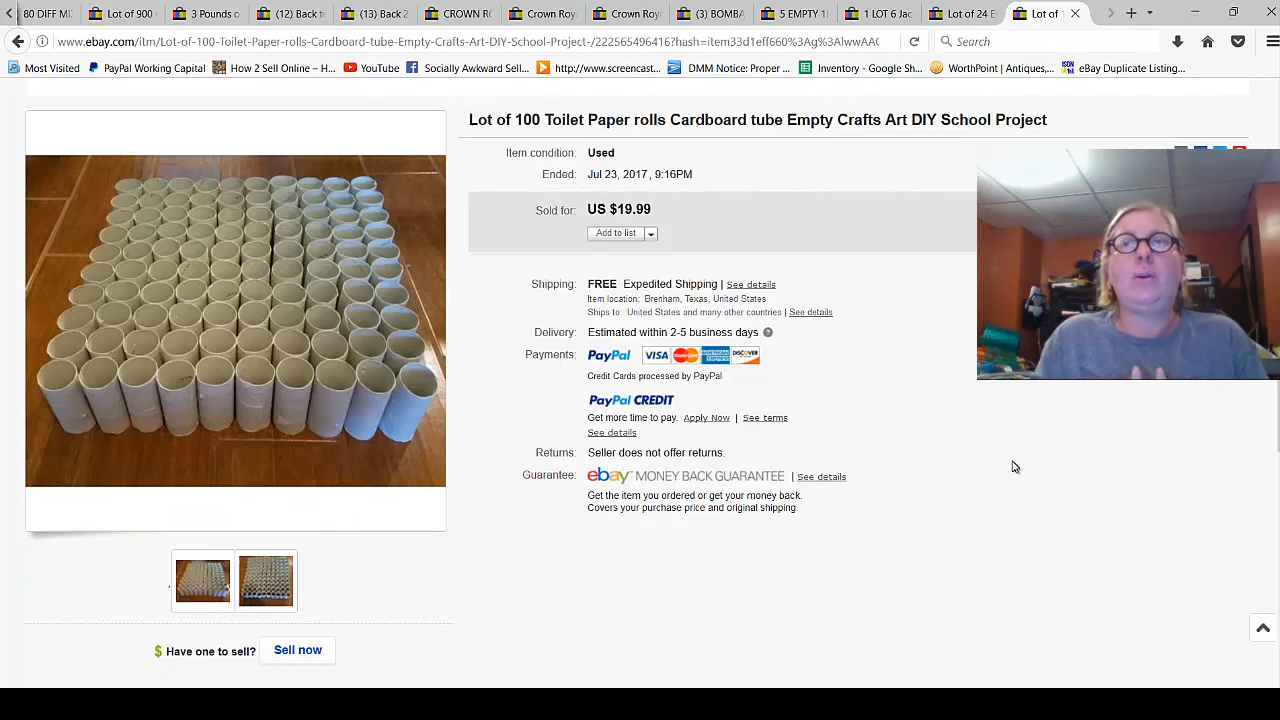 80 DIFF MI
Lot of 900
3 Pounds o
(12) Back to
(13) Back 2
CROWN RO
Crown Roy
Crown Roy
(3) BOMBA
5 EMPTY 1
1 LOT 6 Jac
Lot of 24 E
Lot of 1
www.ebay.com/itm/Lot-of-100-Toilet-Paper-rolls-Cardboard-tube-Empty-Crafts-Art-DIY-School-Project-/222565496416?hash=item33d1eff660%3Ag%3AlwwAAC
Search
Most Visited
PayPal Working Capital
How 2 Sell Online – H...
YouTube
Socially Awkward Sell...
http://www.screencast...
DMM Notice: Proper ...
Inventory - Google Sh...
WorthPoint | Antiques,...
eBay Duplicate Listing...
Lot of 100 Toilet Paper rolls Cardboard tube Empty Crafts Art DIY School Project
Item condition: Used
Ended: Jul 23, 2017 , 9:16PM
Sold for: US $19.99
Add to list
Shipping: FREE Expedited Shipping | See details
Item location: Brenham, Texas, United States
Ships to: United States and many other countries | See details
Delivery: Estimated within 2-5 business days
Payments: PayPal VISA MasterCard AMERICAN EXPRESS DISCOVER
Credit Cards processed by PayPal
PayPal CREDIT
Get more time to pay. Apply Now | See terms
See details
Returns: Seller does not offer returns.
Guarantee: ebay MONEY BACK GUARANTEE | See details
Get the item you ordered or get your money back.
Covers your purchase price and original shipping.
$ Have one to sell? Sell now